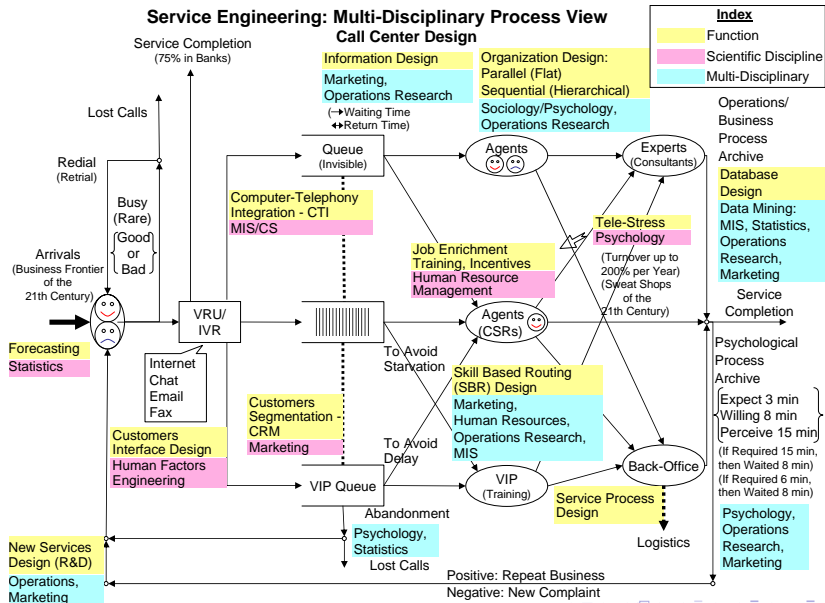 Service Engineering: Multi-Disciplinary Process View
Call Center Design
Index
Function
Scientific Discipline
Multi-Disciplinary
Service Completion
(75% in Banks)
Information Design
Marketing,
Operations Research
(→Waiting Time
↔Return Time)
Organization Design:
Parallel (Flat)
Sequential (Hierarchical)
Sociology/Psychology,
Operations Research
Operations/
Business
Process
Archive
Database
Design
Data Mining:
MIS, Statistics,
Operations
Research,
Marketing
Lost Calls
Redial
(Retrial)
Busy
(Rare)
Good
or
Bad
Queue
(Invisible)
Agents
Experts
(Consultants)
Computer-Telephony
Integration - CTI
MIS/CS
Tele-Stress
Psychology
(Turnover up to
200% per Year)
(Sweat Shops
of the
21th Century)
Job Enrichment
Training, Incentives
Human Resource
Management
Arrivals
(Business Frontier
of the
21th Century)
VRU/
IVR
Agents
(CSRs)
Service
Completion
Forecasting
Statistics
Internet
Chat
Email
Fax
To Avoid
Starvation
Psychological
Process
Archive
Expect 3 min
Willing 8 min
Perceive 15 min
(If Required 15 min,
then Waited 8 min)
(If Required 6 min,
then Waited 8 min)
Skill Based Routing
(SBR) Design
Marketing,
Human Resources,
Operations Research,
MIS
Customers
Segmentation -
CRM
Marketing
Customers
Interface Design
Human Factors
Engineering
To Avoid
Delay
VIP Queue
VIP
(Training)
Back-Office
Service Process
Design
Logistics
Abandonment
Psychology,
Statistics
Lost Calls
Psychology,
Operations
Research,
Marketing
New Services
Design (R&D)
Operations,
Marketing
Positive: Repeat Business
Negative: New Complaint